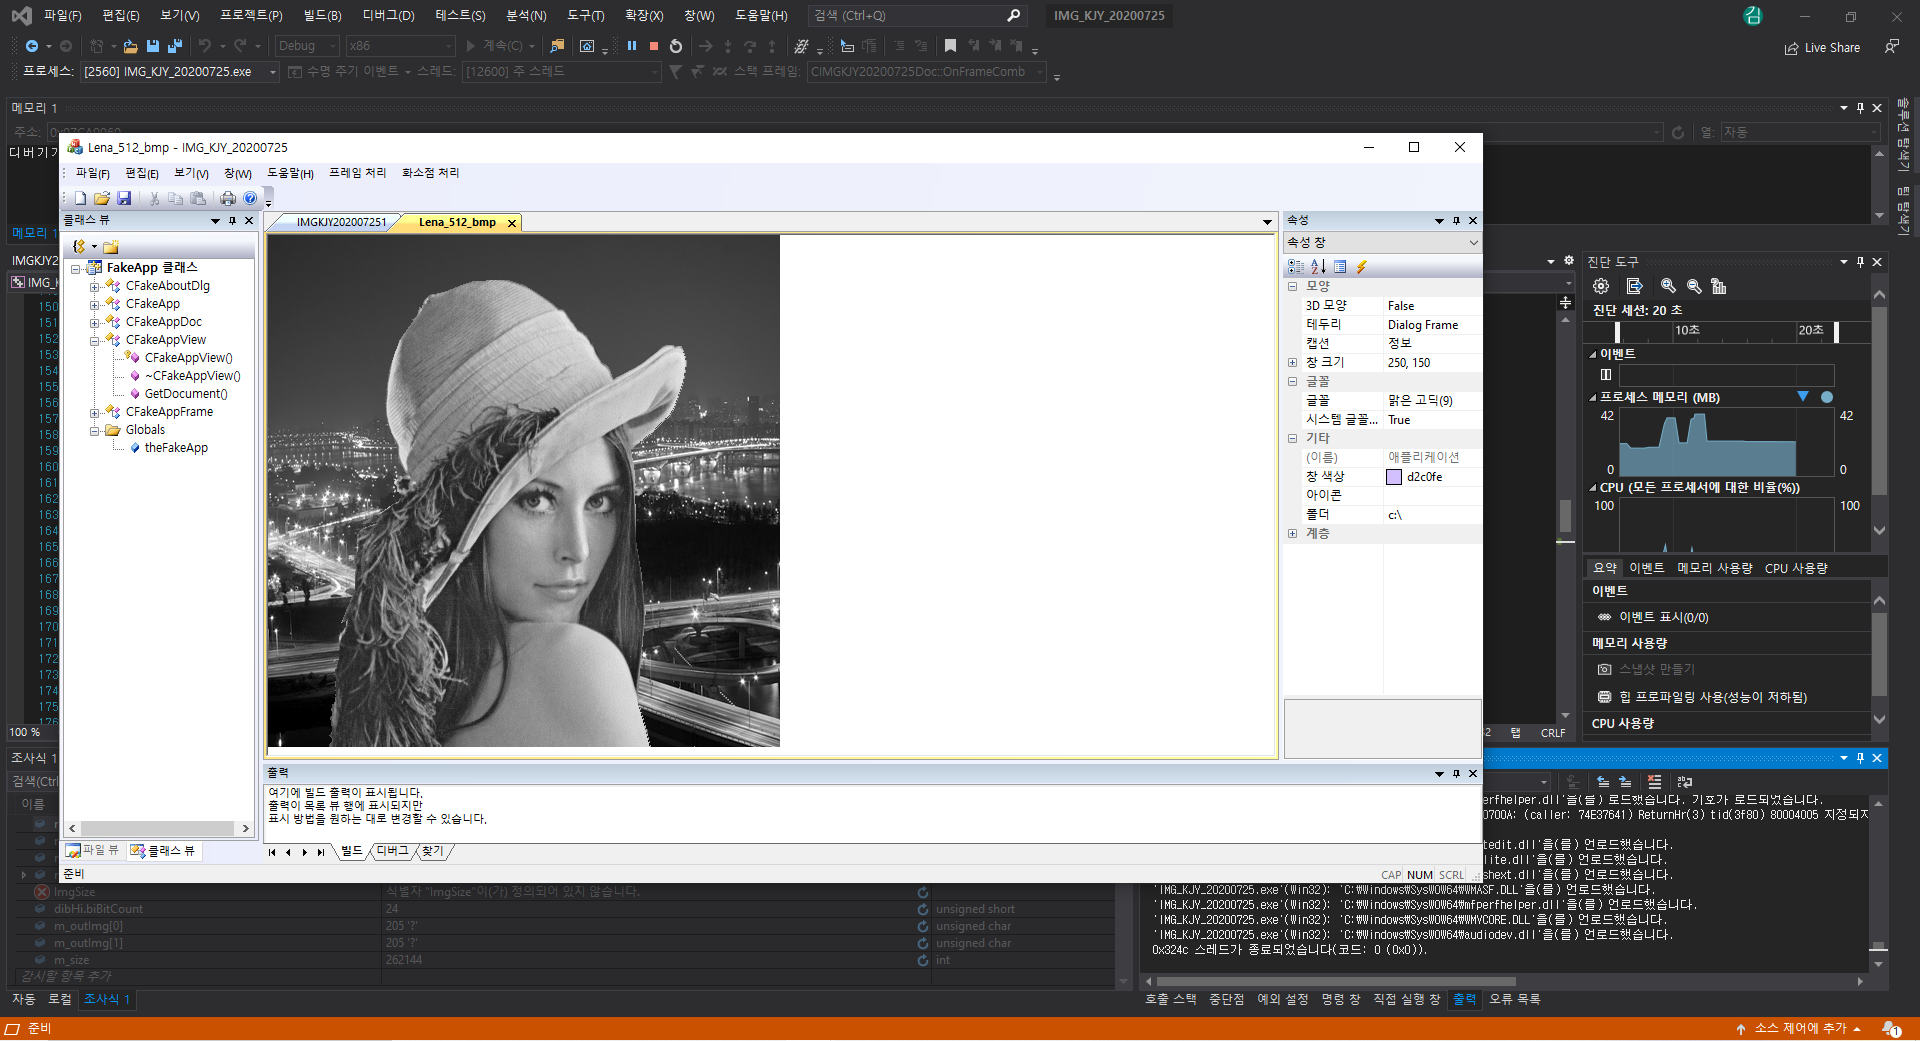 파일(F) 편집(E) 보기(V) 프로젝트(P) 빌드(B) 디버그(D) 테스트(S) 분석(N) 도구(T) 확장(X) 창(W) 도움말(H) 검색 (Ctrl+Q) IMG_KJY_20200725 김
Debug x86 계속(C) Live Share
프로세스: [2560] IMG_KJY_20200725.exe 수명 주기 이벤트 스레드: [12600] 주 스레드 스택 프레임: CIMGKJY20200725Doc::OnFrameComb
메모리 1
주소: 열: 자동
솔루션 탐색기
팀 탐색기
Lena_512_bmp - IMG_KJY_20200725
파일(F) 편집(E) 보기(V) 창(W) 도움말(H) 프레임 처리 화소점 처리
클래스 뷰
FakeApp 클래스
CFakeAboutDlg
CFakeApp
CFakeAppDoc
CFakeAppView
CFakeAppView()
~CFakeAppView()
GetDocument()
CFakeAppFrame
Globals
theFakeApp
파일 뷰 클래스 뷰
IMGKJY202007251 Lena_512_bmp
속성
속성 창
모양
3D 모양 False
테두리 Dialog Frame
캡션 정보
창 크기 250, 150
글꼴
글꼴 맑은 고딕(9)
시스템 글꼴... True
기타
(이름) 애플리케이션
창 색상 d2c0fe
아이콘
폴더 c:\
계층
출력
여기에 빌드 출력이 표시됩니다.
출력이 목록 뷰 행에 표시되지만
표시 방법을 원하는 대로 변경할 수 있습니다.
빌드 디버그 찾기
준비 CAP NUM SCRL
메모리 1
IMGKJY2
IMG_K
150
151
152
153
154
155
156
157
158
159
160
161
162
163
164
165
166
167
168
169
170
171
172
173
174
175
176
100 %
탭 CRLF
진단 도구
진단 세션: 20 초
10초 20초
이벤트
프로세스 메모리 (MB)
42 42
0 0
CPU (모든 프로세서에 대한 비율(%))
100 100
요약 이벤트 메모리 사용량 CPU 사용량
이벤트
이벤트 표시(0/0)
메모리 사용량
스냅샷 만들기
힙 프로파일링 사용(성능이 저하됨)
CPU 사용량
조사식 1
검색(Ctrl
이름
ImgSize 식별자 "ImgSize"이(가) 정의되어 있지 않습니다.
dibHi.biBitCount 24 unsigned short
m_outImg[0] 205 '?' unsigned char
m_outImg[1] 205 '?' unsigned char
m_size 262144 int
감시할 항목 추가
자동 로컬 조사식 1
erfhelper.dll'을(를) 로드했습니다. 기호가 로드되었습니다.
0700A: (caller: 74E37641) ReturnHr(3) tid(3f80) 80004005 지정되지
tedit.dll'을(를) 언로드했습니다.
lite.dll'을(를) 언로드했습니다.
shext.dll'을(를) 언로드했습니다.
'IMG_KJY_20200725.exe'(Win32): 'C:₩Windows₩SysWOW64₩WMASF.DLL'을(를) 언로드했습니다.
'IMG_KJY_20200725.exe'(Win32): 'C:₩Windows₩SysWOW64₩mfperfhelper.dll'을(를) 언로드했습니다.
'IMG_KJY_20200725.exe'(Win32): 'C:₩Windows₩SysWOW64₩WMVCORE.DLL'을(를) 언로드했습니다.
'IMG_KJY_20200725.exe'(Win32): 'C:₩Windows₩SysWOW64₩audiodev.dll'을(를) 언로드했습니다.
0x324c 스레드가 종료되었습니다(코드: 0 (0x0)).
호출 스택 중단점 예외 설정 명령 창 직접 실행 창 출력 오류 목록
준비 소스 제어에 추가 1